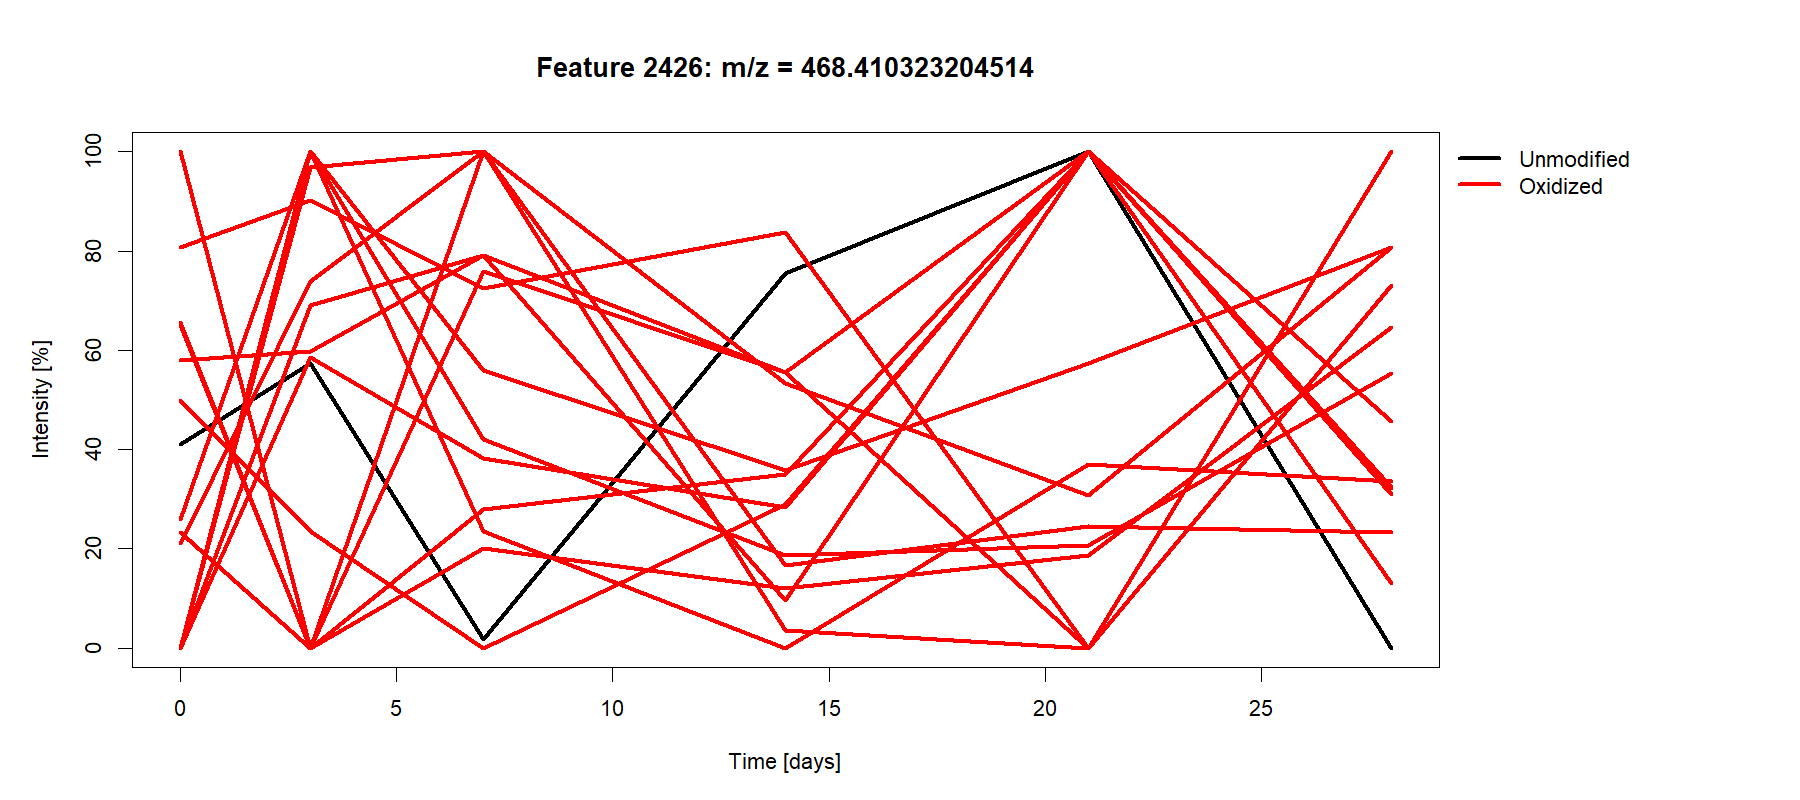 Feature 2426: m/z = 468.410323204514
Unmodified
Oxidized
Intensity [%]
100
80
60
40
20
0
0 5 10 15 20 25
Time [days]